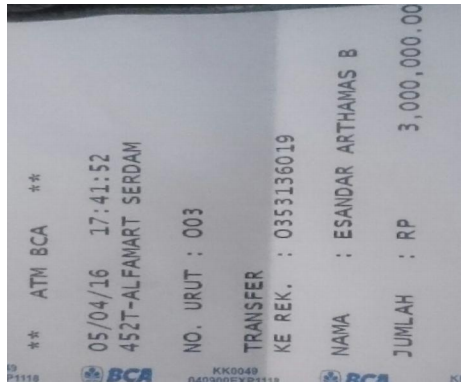 ** ATM BCA **
05/04/16 17:41:52
452T-ALFAMART SERDAM
NO. URUT : 003
TRANSFER
KE REK. : 0353136019
NAMA : ESANDAR ARTHAMAS B
JUMLAH : RP 3,000,000.00
BCA
KK0049
BCA